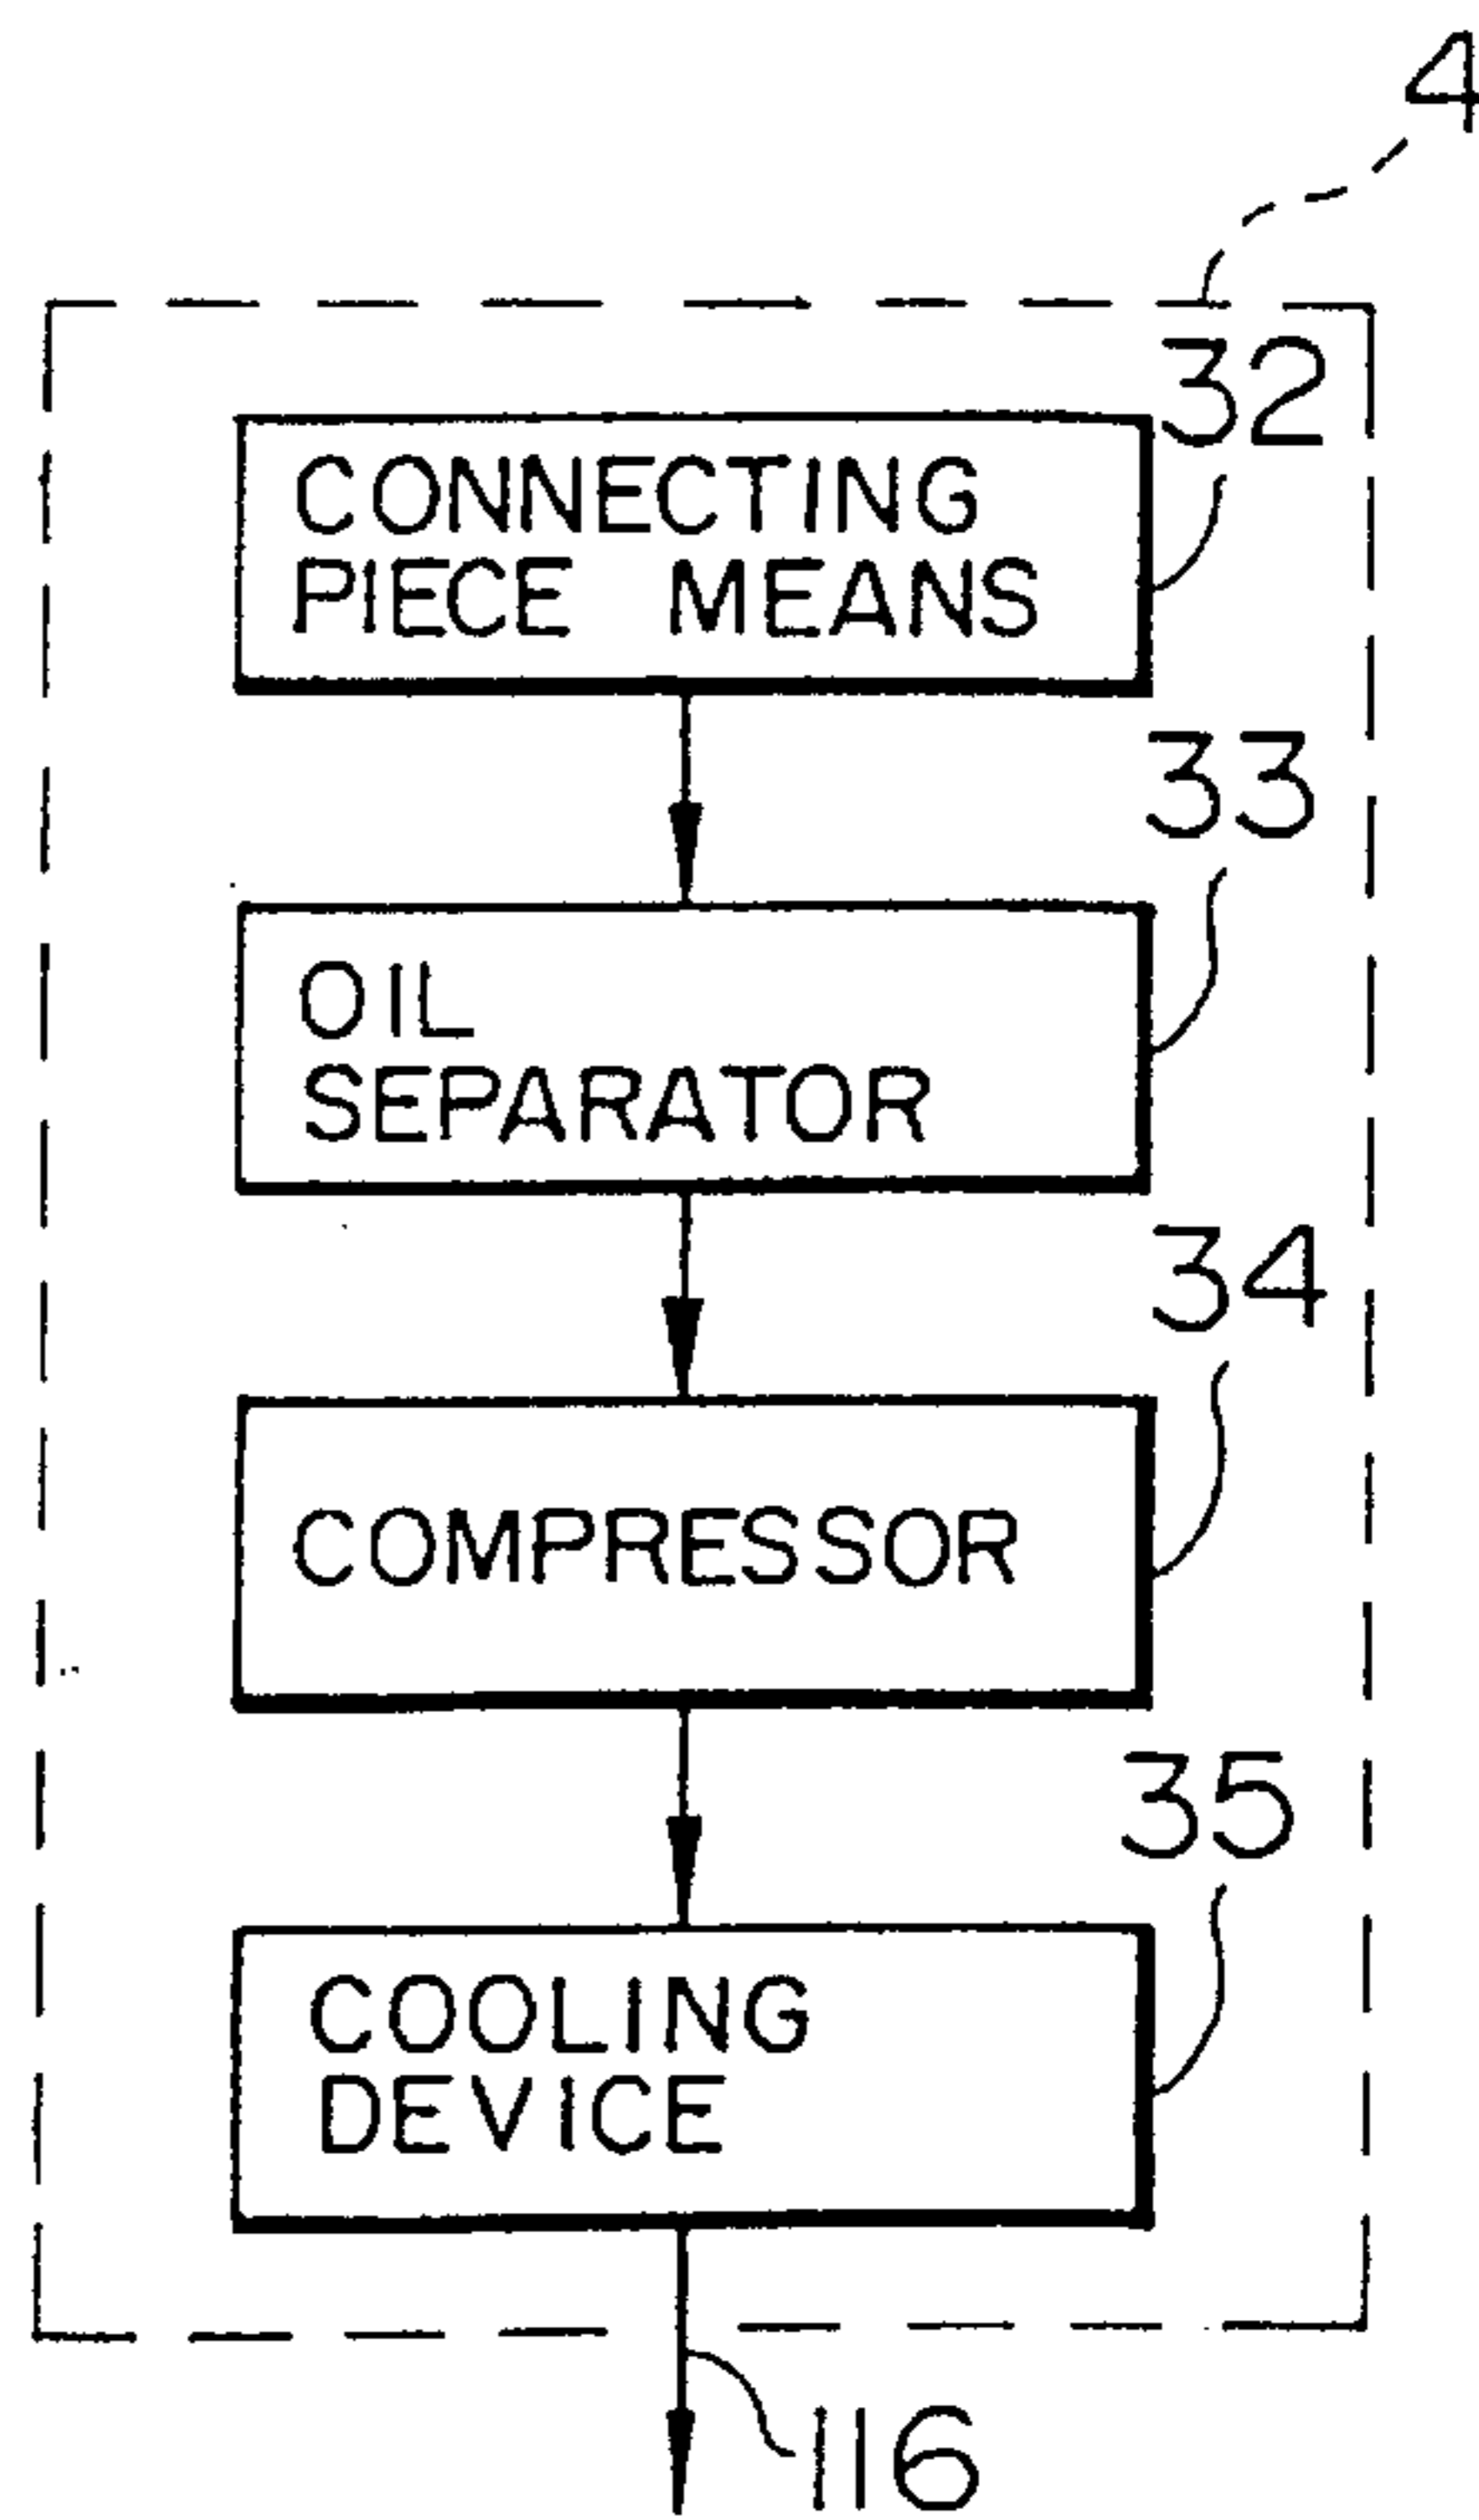 4
32
CONNECTING
PIECE MEANS
33
OIL
SEPARATOR
34
COMPRESSOR
35
COOLING
DEVICE
116